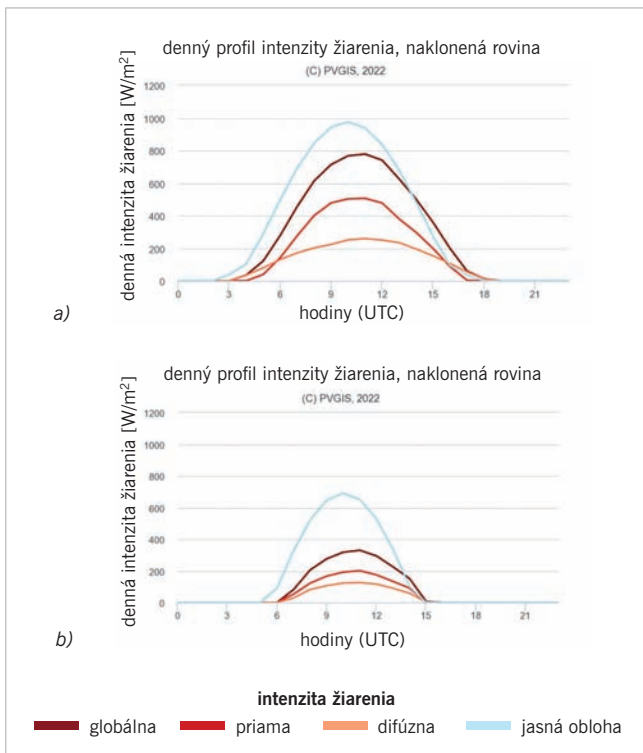 denný profil intenzity žiarenia, naklonená rovina
(C) PVGIS, 2022
denná intenzita žiarenia [W/m²]
1200
1000
800
600
400
200
0
0 3 6 9 12 15 18 21
hodiny (UTC)
a)
denný profil intenzity žiarenia, naklonená rovina
(C) PVGIS, 2022
denná intenzita žiarenia [W/m²]
1200
1000
800
600
400
200
0
0 3 6 9 12 15 18 21
hodiny (UTC)
b)
intenzita žiarenia
globálna priama difúzna jasná obloha